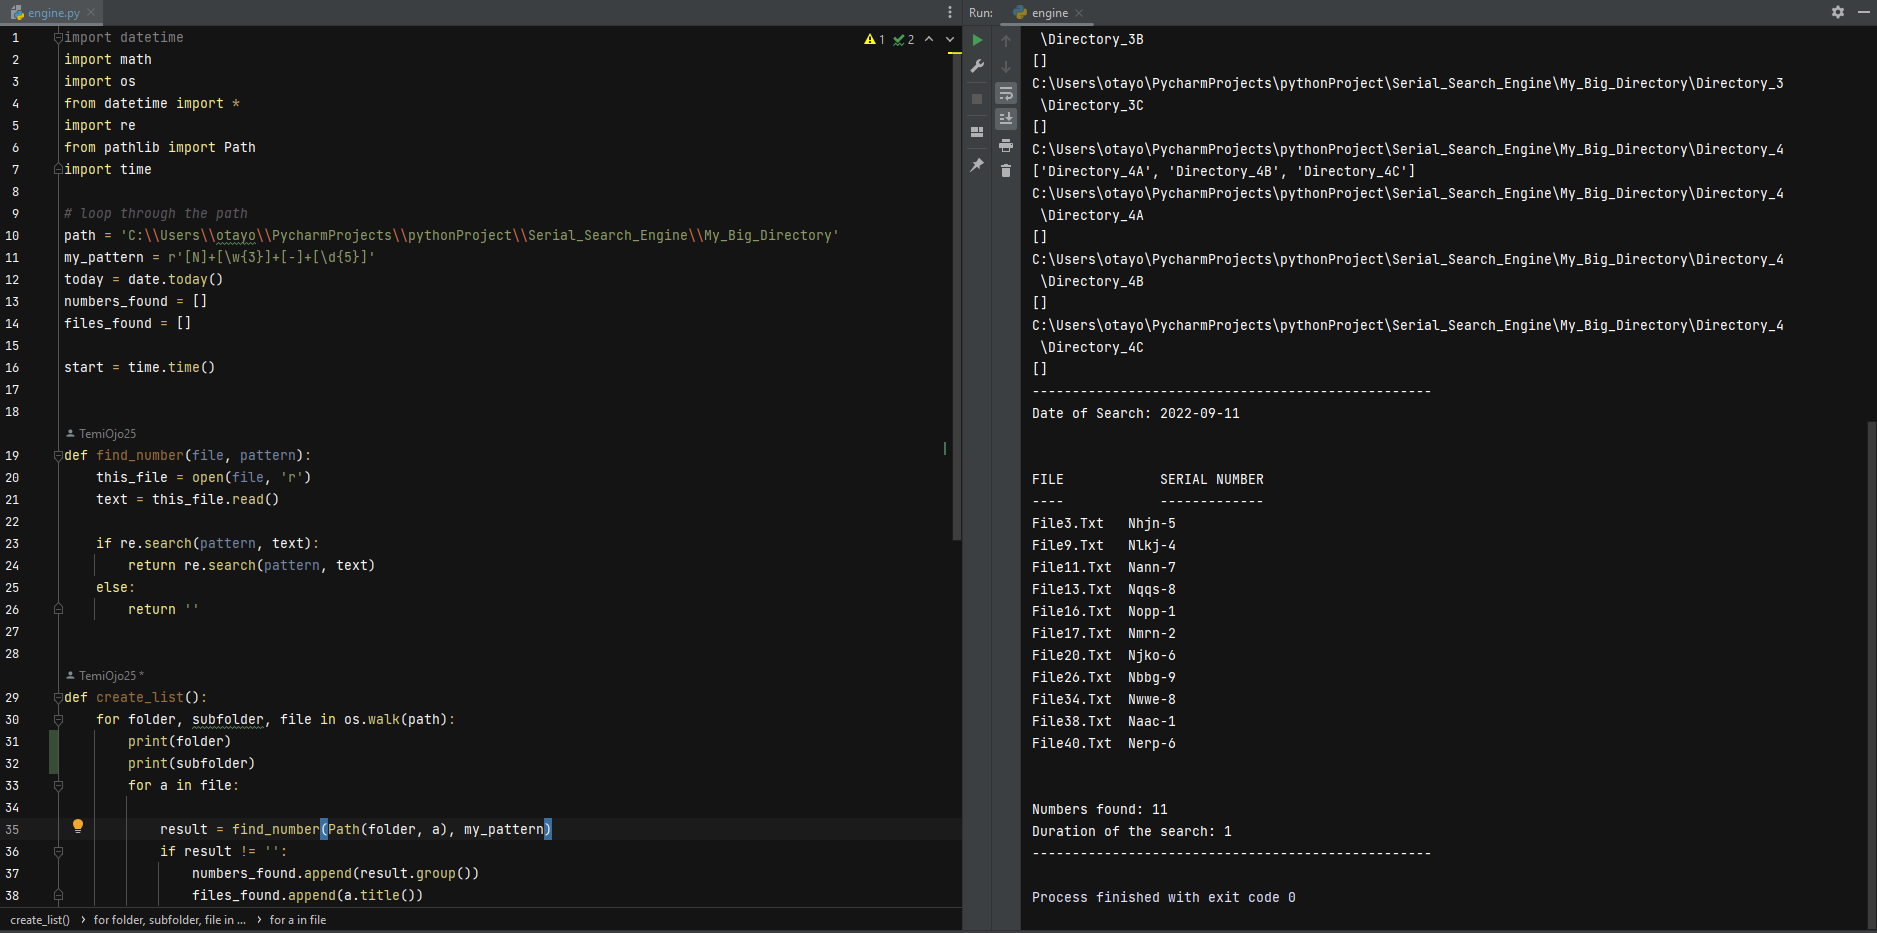 engine.py
1 import datetime
2 import math
3 import os
4 from datetime import *
5 import re
6 from pathlib import Path
7 import time
8
9 # loop through the path
10 path = 'C:\\Users\\otayo\\PycharmProjects\\pythonProject\\Serial_Search_Engine\\My_Big_Directory'
11 my_pattern = r'[N]+[\w{3}]+[-]+[\d{5}]'
12 today = date.today()
13 numbers_found = []
14 files_found = []
15
16 start = time.time()
17
18
TemiOjo25
19 def find_number(file, pattern):
20 this_file = open(file, 'r')
21 text = this_file.read()
22
23 if re.search(pattern, text):
24 return re.search(pattern, text)
25 else:
26 return ''
27
28
TemiOjo25 *
29 def create_list():
30 for folder, subfolder, file in os.walk(path):
31 print(folder)
32 print(subfolder)
33 for a in file:
34
35 result = find_number(Path(folder, a), my_pattern)
36 if result != '':
37 numbers_found.append(result.group())
38 files_found.append(a.title())
1 2
create_list() › for folder, subfolder, file in ... › for a in file
Run: engine
\Directory_3B
[]
C:\Users\otayo\PycharmProjects\pythonProject\Serial_Search_Engine\My_Big_Directory\Directory_3
\Directory_3C
[]
C:\Users\otayo\PycharmProjects\pythonProject\Serial_Search_Engine\My_Big_Directory\Directory_4
['Directory_4A', 'Directory_4B', 'Directory_4C']
C:\Users\otayo\PycharmProjects\pythonProject\Serial_Search_Engine\My_Big_Directory\Directory_4
\Directory_4A
[]
C:\Users\otayo\PycharmProjects\pythonProject\Serial_Search_Engine\My_Big_Directory\Directory_4
\Directory_4B
[]
C:\Users\otayo\PycharmProjects\pythonProject\Serial_Search_Engine\My_Big_Directory\Directory_4
\Directory_4C
[]
--------------------------------------------------
Date of Search: 2022-09-11
FILE SERIAL NUMBER
---- -------------
File3.Txt Nhjn-5
File9.Txt Nlkj-4
File11.Txt Nann-7
File13.Txt Nqqs-8
File16.Txt Nopp-1
File17.Txt Nmrn-2
File20.Txt Njko-6
File26.Txt Nbbg-9
File34.Txt Nwwe-8
File38.Txt Naac-1
File40.Txt Nerp-6
Numbers found: 11
Duration of the search: 1
--------------------------------------------------
Process finished with exit code 0